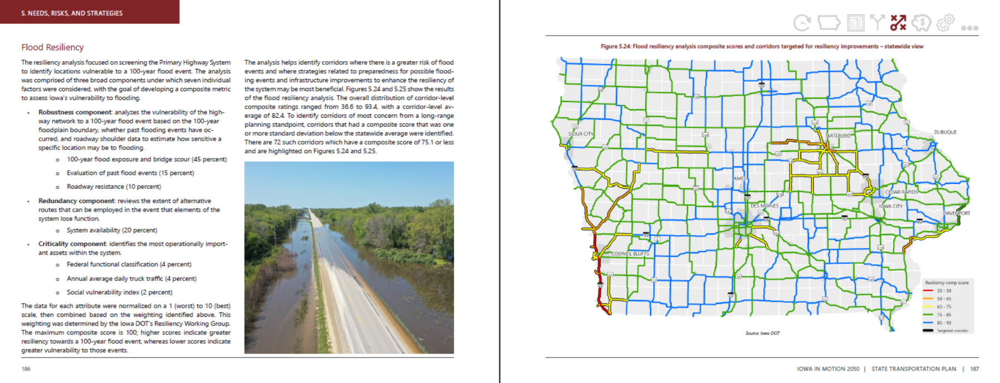 5. NEEDS, RISKS, AND STRATEGIES
Flood Resiliency
The resiliency analysis focused on screening the Primary Highway System
to identify locations vulnerable to a 100-year flood event. The analysis
was comprised of three broad components under which seven individual
factors were considered, with the goal of developing a composite metric
to assess Iowa's vulnerability to flooding.
• Robustness component: analyzes the vulnerability of the high-
way network to a 100-year flood event based on the 100-year
floodplain boundary, whether past flooding events have oc-
curred, and roadway shoulder data to estimate how sensitive a
specific location may be to flooding.
o 100-year flood exposure and bridge scour (45 percent)
o Evaluation of past flood events (15 percent)
o Roadway resistance (10 percent)
• Redundancy component: reviews the extent of alternative
routes that can be employed in the event that elements of the
system lose function.
o System availability (20 percent)
• Criticality component: identifies the most operationally import-
ant assets within the system.
o Federal functional classification (4 percent)
o Annual average daily truck traffic (4 percent)
o Social vulnerability index (2 percent)
The data for each attribute were normalized on a 1 (worst) to 10 (best)
scale, then combined based on the weighting identified above. This
weighting was determined by the Iowa DOT's Resiliency Working Group.
The maximum composite score is 100; higher scores indicate greater
resiliency towards a 100-year flood event, whereas lower scores indicate
greater vulnerability to those events.
The analysis helps identify corridors where there is a greater risk of flood
events and where strategies related to preparedness for possible flood-
ing events and infrastructure improvements to enhance the resiliency of
the system may be most beneficial. Figures 5.24 and 5.25 show the results
of the flood resiliency analysis. The overall distribution of corridor-level
composite ratings ranged from 36.6 to 93.4, with a corridor-level av-
erage of 82.4. To identify corridors of most concern from a long-range
planning standpoint, corridors that had a composite score that was one
or more standard deviation below the statewide average were identified.
There are 72 such corridors which have a composite score of 75.1 or less
and are highlighted on Figures 5.24 and 5.25.
186
Figure 5.24: Flood resiliency analysis composite scores and corridors targeted for resiliency improvements – statewide view
SIOUX CITY
WATERLOO
DUBUQUE
AMES
CEDAR RAPIDS
DES MOINES
IOWA CITY
DAVENPORT
COUNCIL BLUFFS
Resiliency comp score
35 - 50
50 - 65
65 - 75
75 - 85
85 - 93
Targeted corridor
Source: Iowa DOT
IOWA IN MOTION 2050 | STATE TRANSPORTATION PLAN | 187